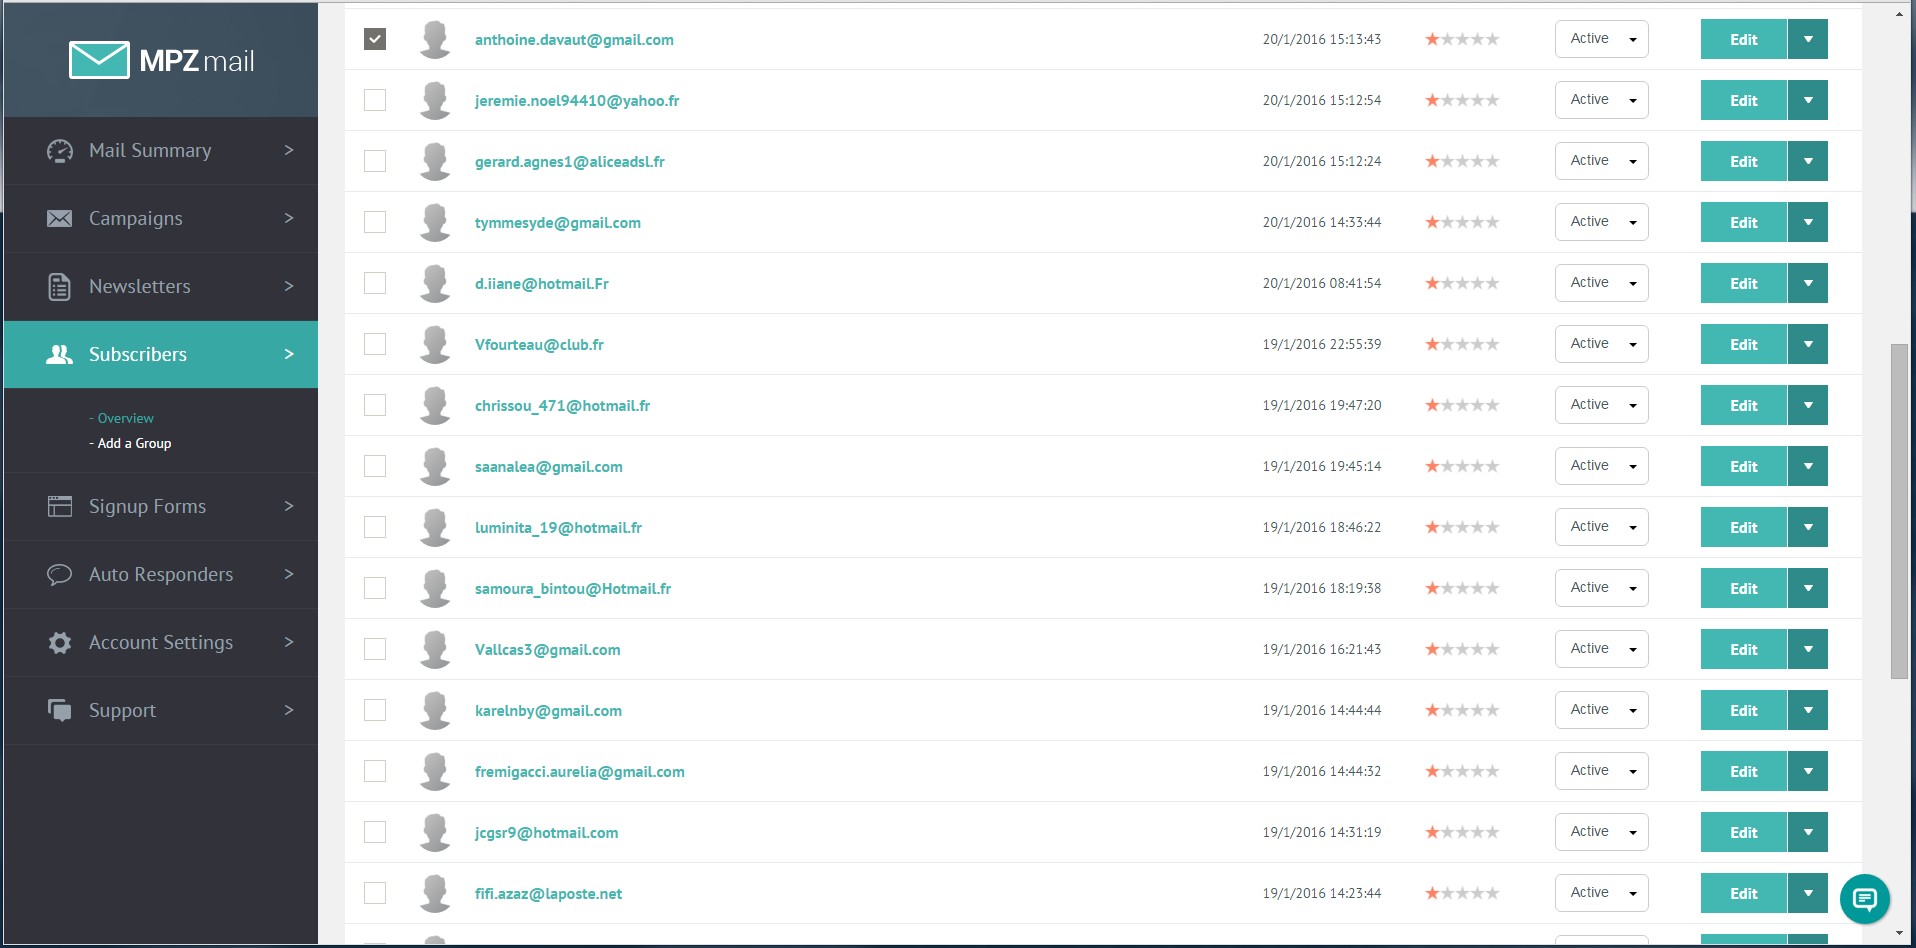 MPZmail
Mail Summary >
Campaigns >
Newsletters >
Subscribers >
- Overview
- Add a Group
Signup Forms >
Auto Responders >
Account Settings >
Support >
anthoine.davaut@gmail.com 20/1/2016 15:13:43 Active Edit
jeremie.noel94410@yahoo.fr 20/1/2016 15:12:54 Active Edit
gerard.agnes1@aliceadsl.fr 20/1/2016 15:12:24 Active Edit
tymmesyde@gmail.com 20/1/2016 14:33:44 Active Edit
d.iiane@hotmail.Fr 20/1/2016 08:41:54 Active Edit
Vfourteau@club.fr 19/1/2016 22:55:39 Active Edit
chrissou_471@hotmail.fr 19/1/2016 19:47:20 Active Edit
saanalea@gmail.com 19/1/2016 19:45:14 Active Edit
luminita_19@hotmail.fr 19/1/2016 18:46:22 Active Edit
samoura_bintou@Hotmail.fr 19/1/2016 18:19:38 Active Edit
Vallcas3@gmail.com 19/1/2016 16:21:43 Active Edit
karelnby@gmail.com 19/1/2016 14:44:44 Active Edit
fremigacci.aurelia@gmail.com 19/1/2016 14:44:32 Active Edit
jcgsr9@hotmail.com 19/1/2016 14:31:19 Active Edit
fifi.azaz@laposte.net 19/1/2016 14:23:44 Active Edit